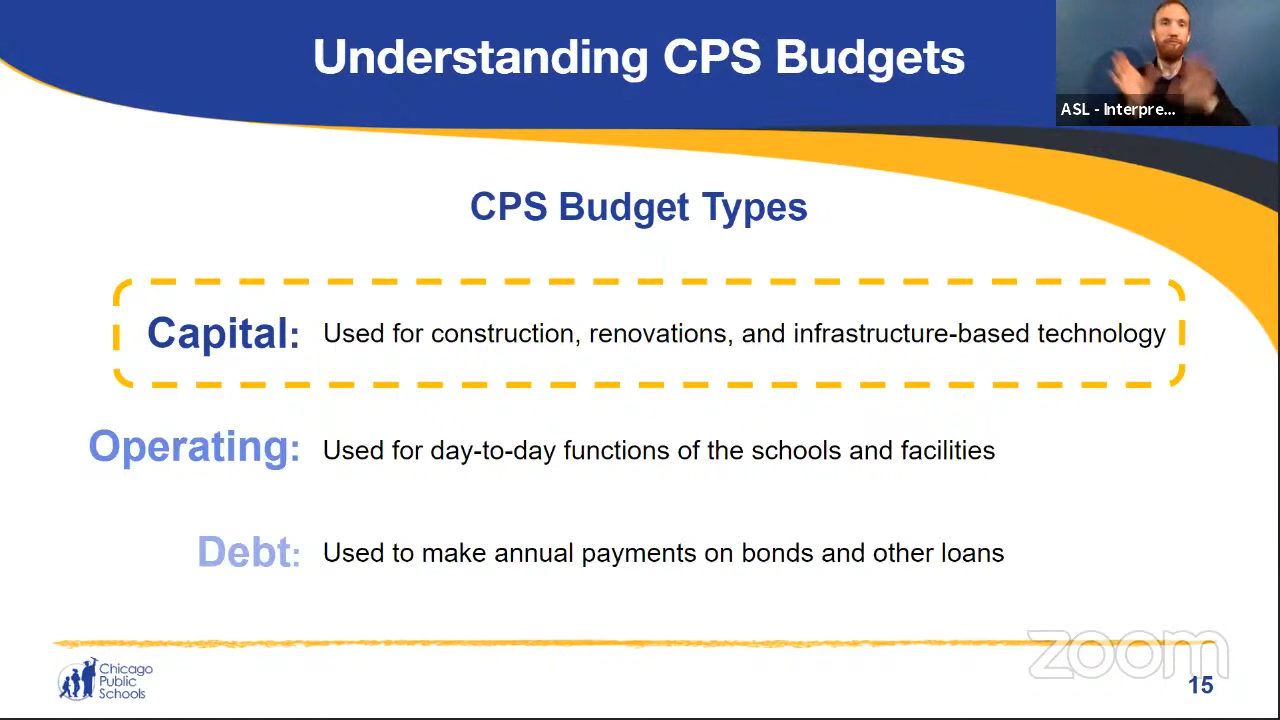 Understanding CPS Budgets
ASL - Interpre...
CPS Budget Types
Capital: Used for construction, renovations, and infrastructure-based technology
Operating: Used for day-to-day functions of the schools and facilities
Debt: Used to make annual payments on bonds and other loans
Chicago
Public
Schools
zoom
15